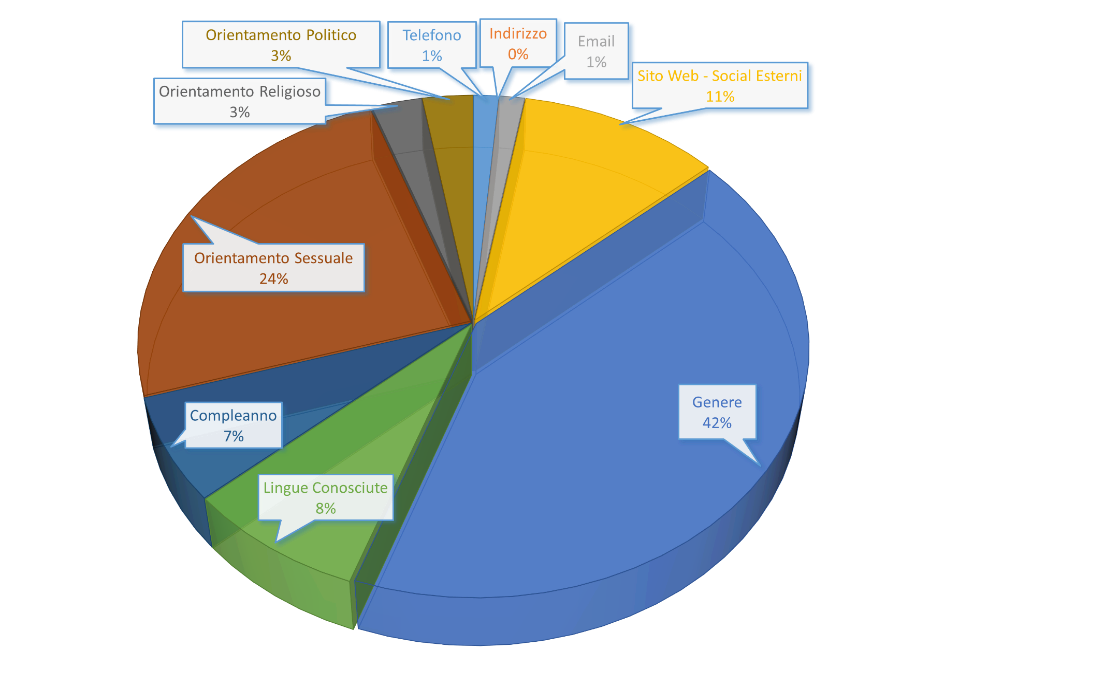 Orientamento Politico
3%
Telefono
1%
Indirizzo
0%
Email
1%
Sito Web - Social Esterni
11%
Orientamento Religioso
3%
Orientamento Sessuale
24%
Genere
42%
Compleanno
7%
Lingue Conosciute
8%